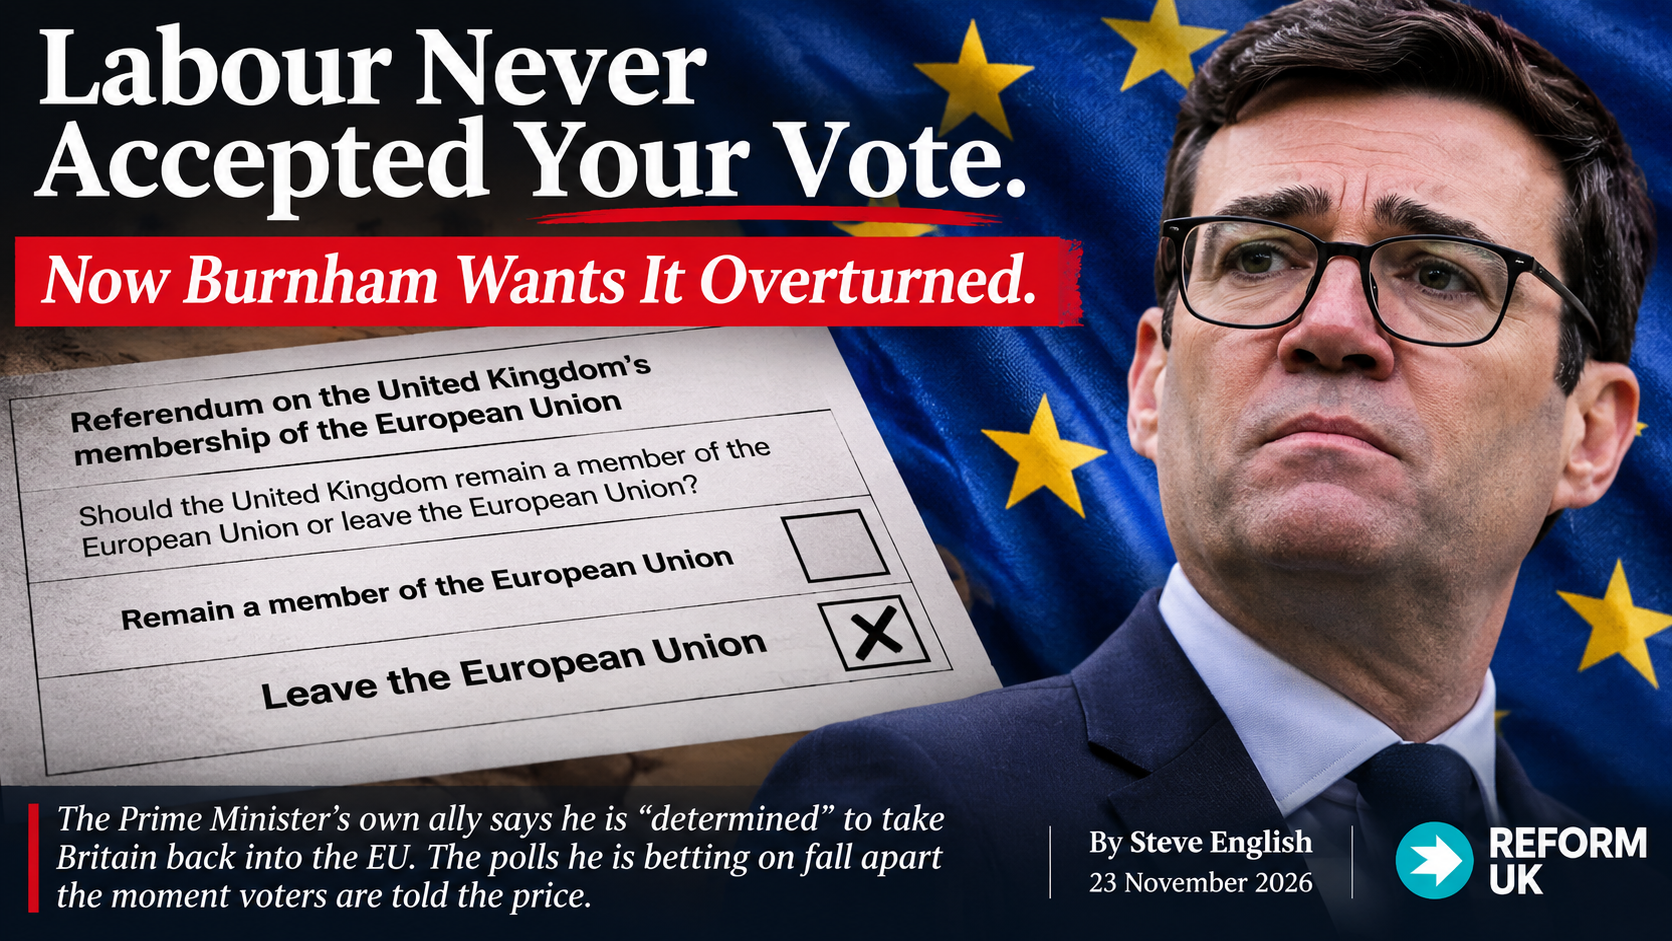 Labour Never
Accepted Your Vote.
Now Burnham Wants It Overturned.
Referendum on the United Kingdom’s
membership of the European Union
Should the United Kingdom remain a member of the
European Union or leave the European Union?
Remain a member of the European Union
Leave the European Union
The Prime Minister’s own ally says he is “determined” to take
Britain back into the EU. The polls he is betting on fall apart
the moment voters are told the price.
By Steve English
23 November 2026
REFORM
UK